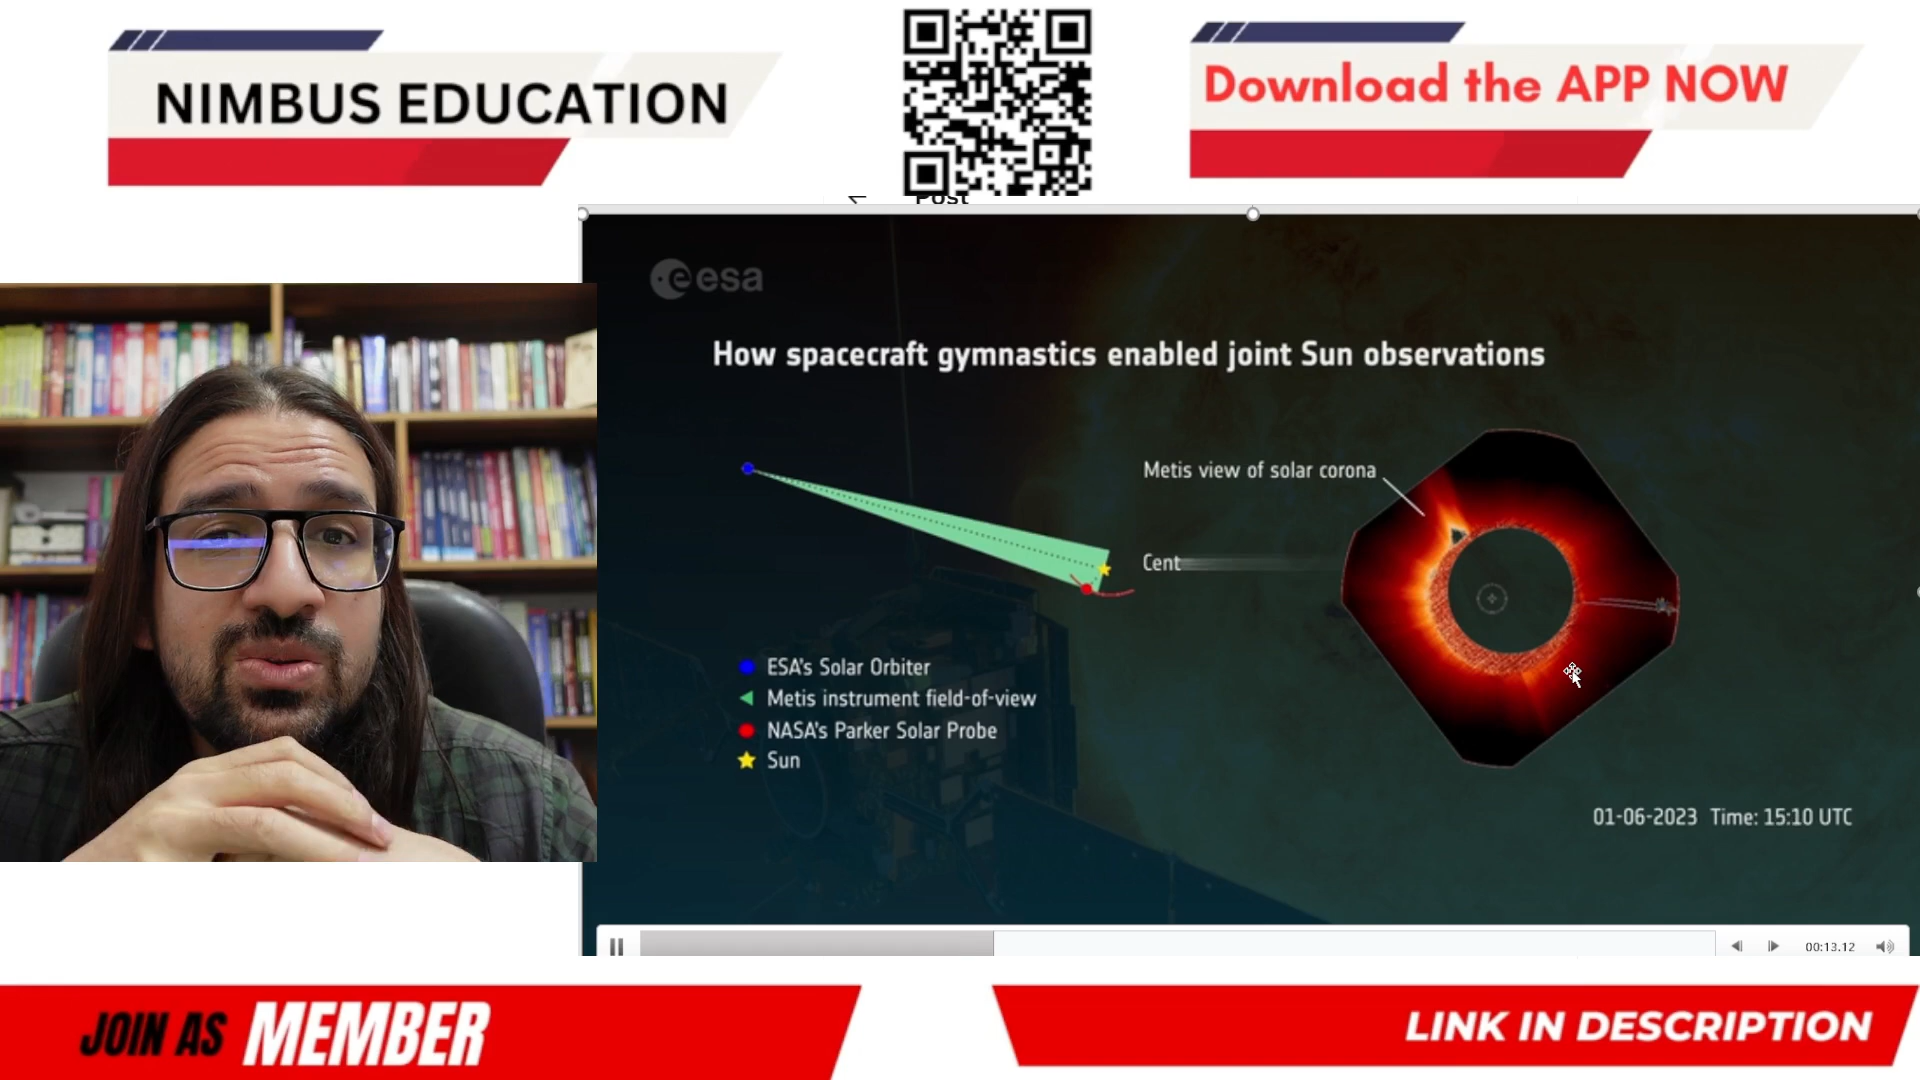 NIMBUS EDUCATION
Download the APP NOW
Post
esa
How spacecraft gymnastics enabled joint Sun observations
Metis view of solar corona
Cent
ESA's Solar Orbiter
Metis instrument field-of-view
NASA's Parker Solar Probe
Sun
01-06-2023 Time: 15:10 UTC
00:13.12
JOIN AS MEMBER
LINK IN DESCRIPTION